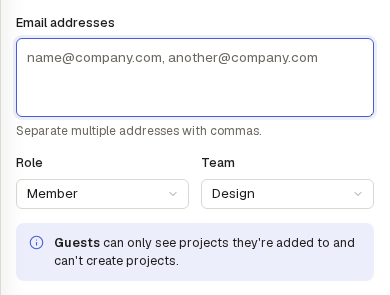 Email addresses
name@company.com, another@company.com
Separate multiple addresses with commas.
Role
Team
Member
Design
Guests can only see projects they're added to and
can't create projects.